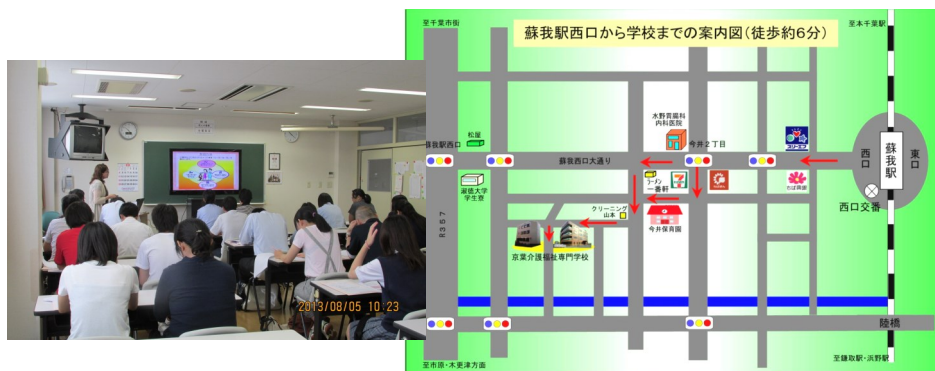 2013/08/05 10:23
蘇我駅西口から学校までの案内図(徒歩約6分)
至千葉市街
至本千葉駅
水野胃腸科
内科医院
松屋
蘇我駅西口
蘇我西口大通り
今井2丁目
西口
蘇我駅
東口
淑徳大学
学生寮
ラーメン
一番軒
西口交番
クリーニング
山本
今井保育園
R357
京葉介護福祉専門学校
陸橋
至市原・木更津方面
至鎌取駅・浜野駅